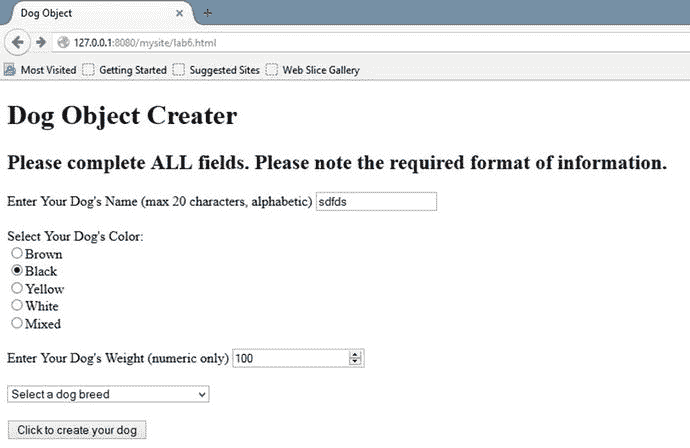 Dog Object
127.0.0.1:8080/mysite/lab6.html
Most Visited Getting Started Suggested Sites Web Slice Gallery
Dog Object Creater
Please complete ALL fields. Please note the required format of information.
Enter Your Dog's Name (max 20 characters, alphabetic) sdfds
Select Your Dog's Color:
Brown
Black
Yellow
White
Mixed
Enter Your Dog's Weight (numeric only) 100
Select a dog breed
Click to create your dog